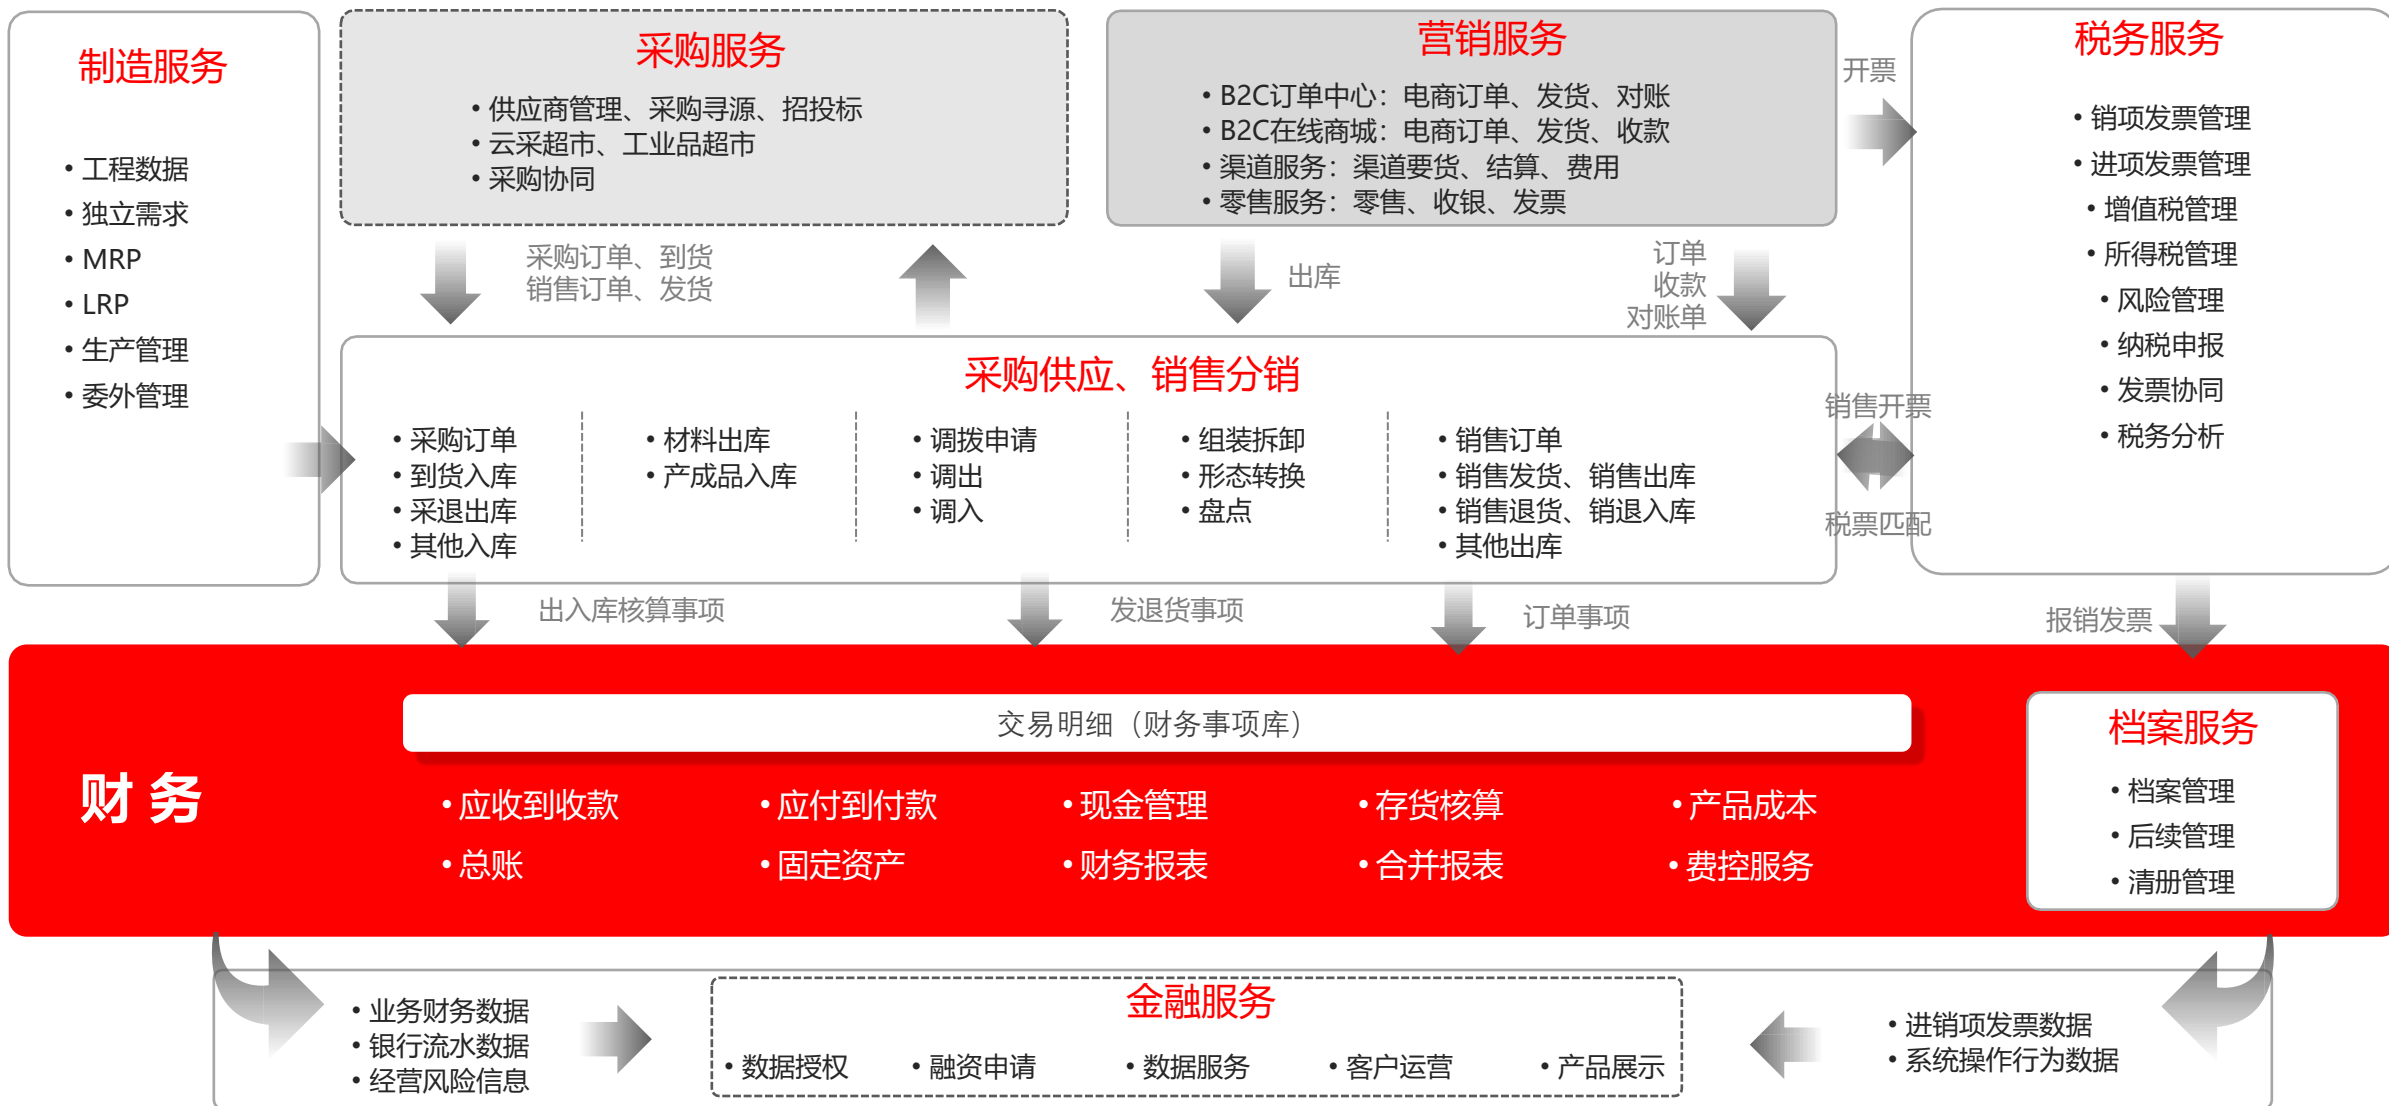 制造服务
• 工程数据
• 独立需求
• MRP
• LRP
• 生产管理
• 委外管理
采购服务
• 供应商管理、采购寻源、招投标
• 云采超市、工业品超市
• 采购协同
营销服务
• B2C订单中心：电商订单、发货、对账
• B2C在线商城：电商订单、发货、收款
• 渠道服务：渠道要货、结算、费用
• 零售服务：零售、收银、发票
开票
税务服务
• 销项发票管理
• 进项发票管理
• 增值税管理
• 所得税管理
• 风险管理
• 纳税申报
• 发票协同
• 税务分析
采购订单、到货
销售订单、发货
出库
订单
收款
对账单
采购供应、销售分销
• 采购订单
• 到货入库
• 采退出库
• 其他入库
• 材料出库
• 产成品入库
• 调拨申请
• 调出
• 调入
• 组装拆卸
• 形态转换
• 盘点
• 销售订单
• 销售发货、销售出库
• 销售退货、销退入库
• 其他出库
销售开票
税票匹配
出入库核算事项
发退货事项
订单事项
报销发票
财务
交易明细（财务事项库）
• 应收到收款
• 应付到付款
• 现金管理
• 存货核算
• 产品成本
• 总账
• 固定资产
• 财务报表
• 合并报表
• 费控服务
档案服务
• 档案管理
• 后续管理
• 清册管理
• 业务财务数据
• 银行流水数据
• 经营风险信息
金融服务
• 数据授权
• 融资申请
• 数据服务
• 客户运营
• 产品展示
• 进销项发票数据
• 系统操作行为数据